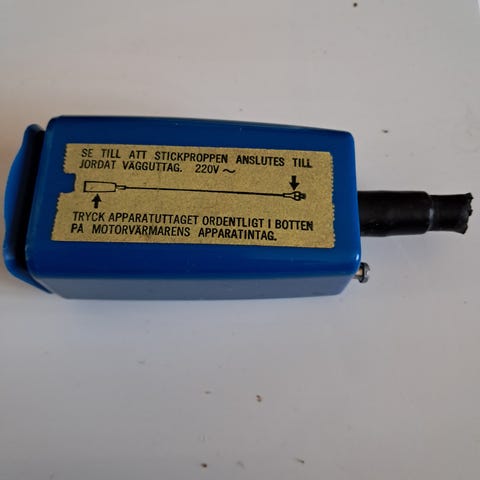 SE TILL ATT STICKPROPPEN ANSLUTES TILL
JORDAT VÄGGUTTAG. 220V ~
TRYCK APPARATUTTAGET ORDENTLIGT I BOTTEN
PÅ MOTORVÄRMARENS APPARATINTAG.